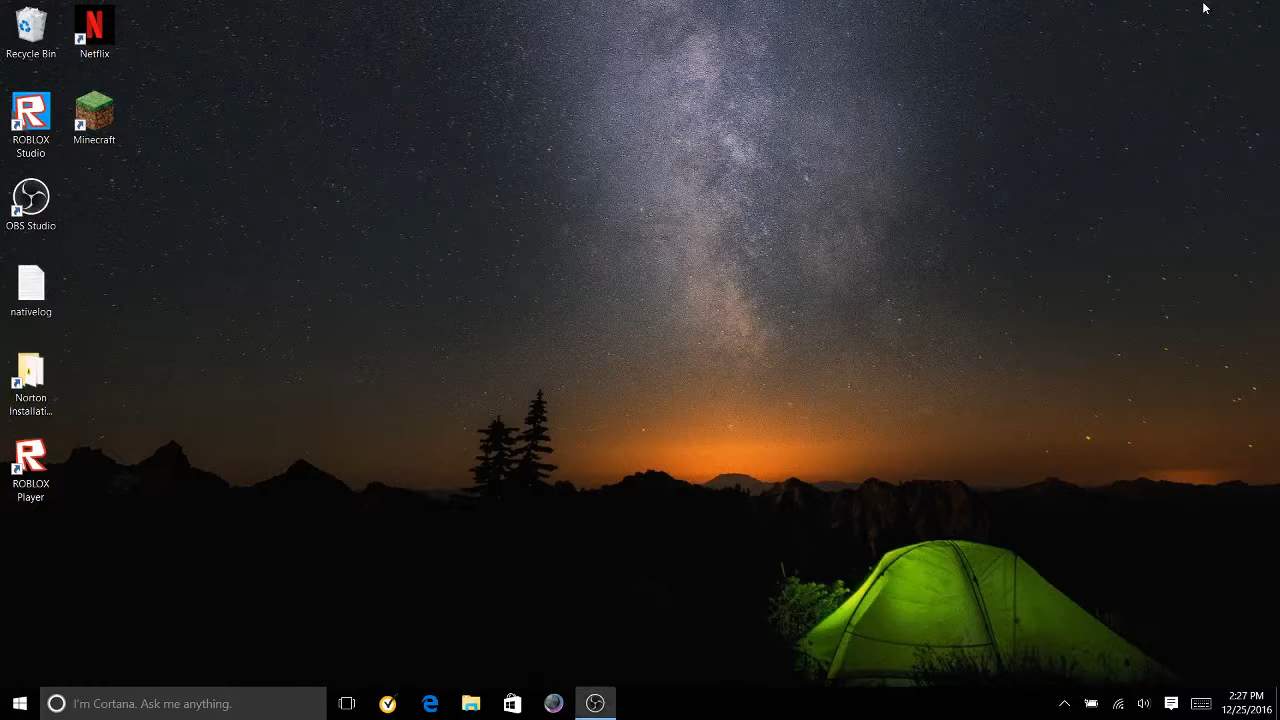 Recycle Bin
Netflix
ROBLOX
Studio
Minecraft
OBS Studio
nativelog
Norton
Installati...
ROBLOX
Player
I'm Cortana. Ask me anything.
2:27 PM
12/25/2016